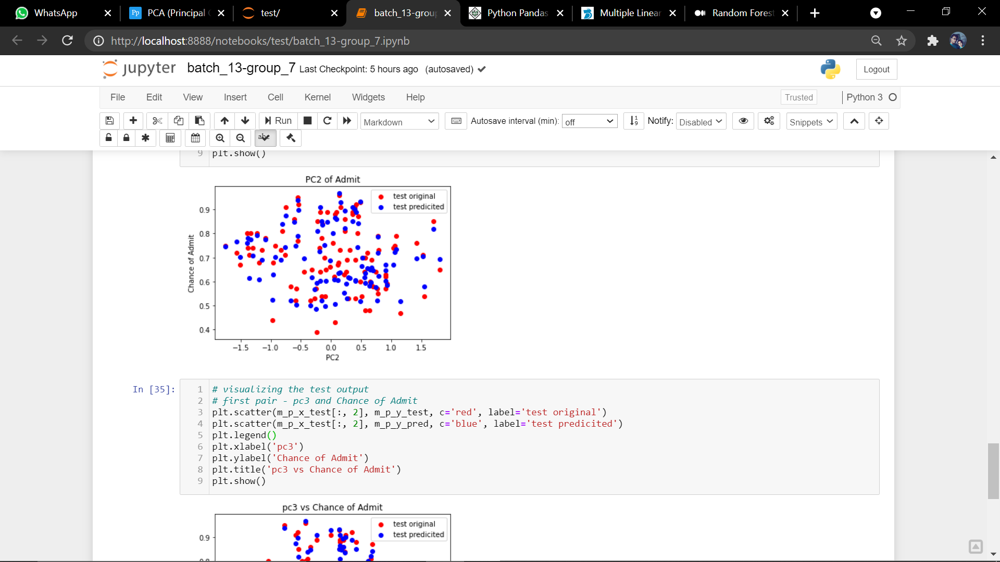 WhatsApp
PCA (Principal C
test/
batch_13-group
Python Pandas
Multiple Linear
Random Forest
http://localhost:8888/notebooks/test/batch_13-group_7.ipynb
jupyter batch_13-group_7 Last Checkpoint: 5 hours ago (autosaved)
Logout
File Edit View Insert Cell Kernel Widgets Help
Trusted
Python 3
Run
Markdown
Autosave interval (min): off
Notify: Disabled
Snippets
9 plt.show()
PC2 of Admit
test original
test predicited
0.9
0.8
0.7
0.6
0.5
0.4
Chance of Admit
−1.5 −1.0 −0.5 0.0 0.5 1.0 1.5
PC2
In [35]:
1 # visualizing the test output
2 # first pair - pc3 and Chance of Admit
3 plt.scatter(m_p_x_test[:, 2], m_p_y_test, c='red', label='test original')
4 plt.scatter(m_p_x_test[:, 2], m_p_y_pred, c='blue', label='test predicited')
5 plt.legend()
6 plt.xlabel('pc3')
7 plt.ylabel('Chance of Admit')
8 plt.title('pc3 vs Chance of Admit')
9 plt.show()
pc3 vs Chance of Admit
test original
test predicited
0.9